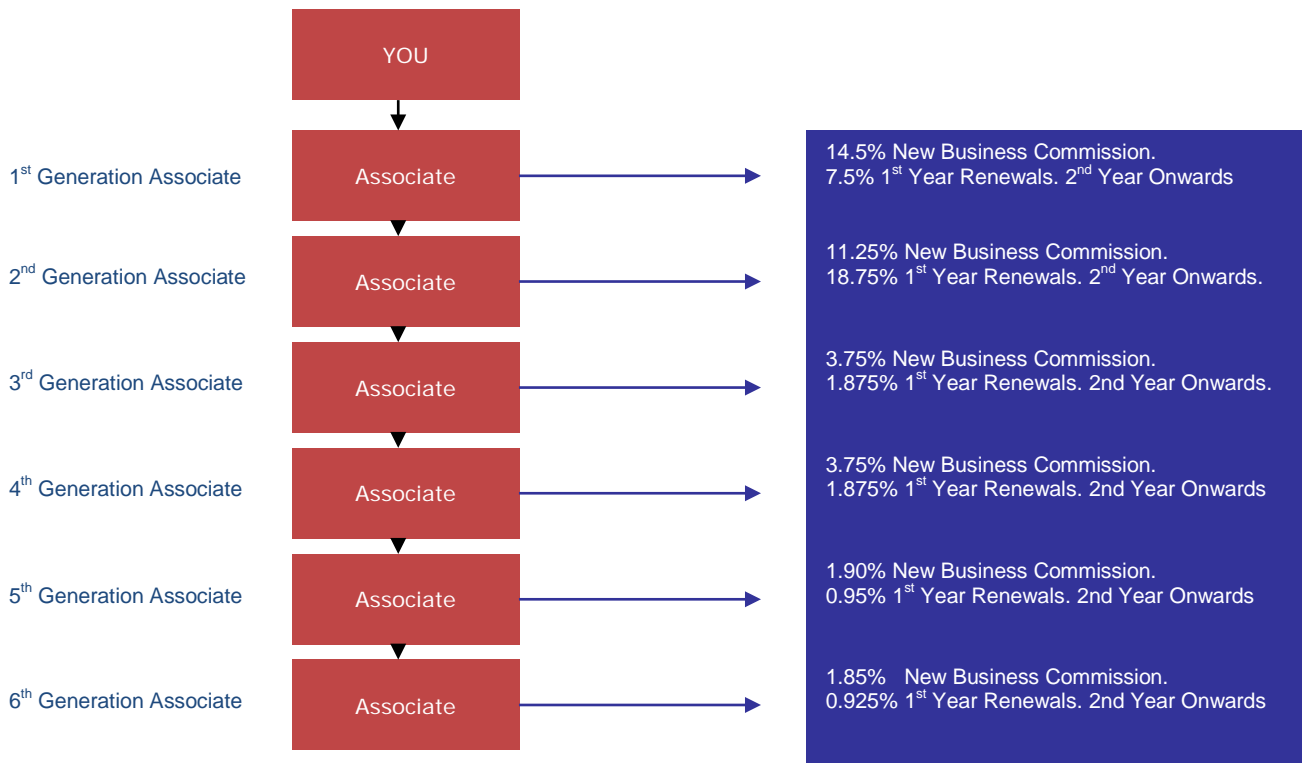 YOU
1st Generation Associate
Associate
14.5% New Business Commission.
7.5% 1st Year Renewals. 2nd Year Onwards
2nd Generation Associate
Associate
11.25% New Business Commission.
18.75% 1st Year Renewals. 2nd Year Onwards.
3rd Generation Associate
Associate
3.75% New Business Commission.
1.875% 1st Year Renewals. 2nd Year Onwards.
4th Generation Associate
Associate
3.75% New Business Commission.
1.875% 1st Year Renewals. 2nd Year Onwards
5th Generation Associate
Associate
1.90% New Business Commission.
0.95% 1st Year Renewals. 2nd Year Onwards
6th Generation Associate
Associate
1.85% New Business Commission.
0.925% 1st Year Renewals. 2nd Year Onwards